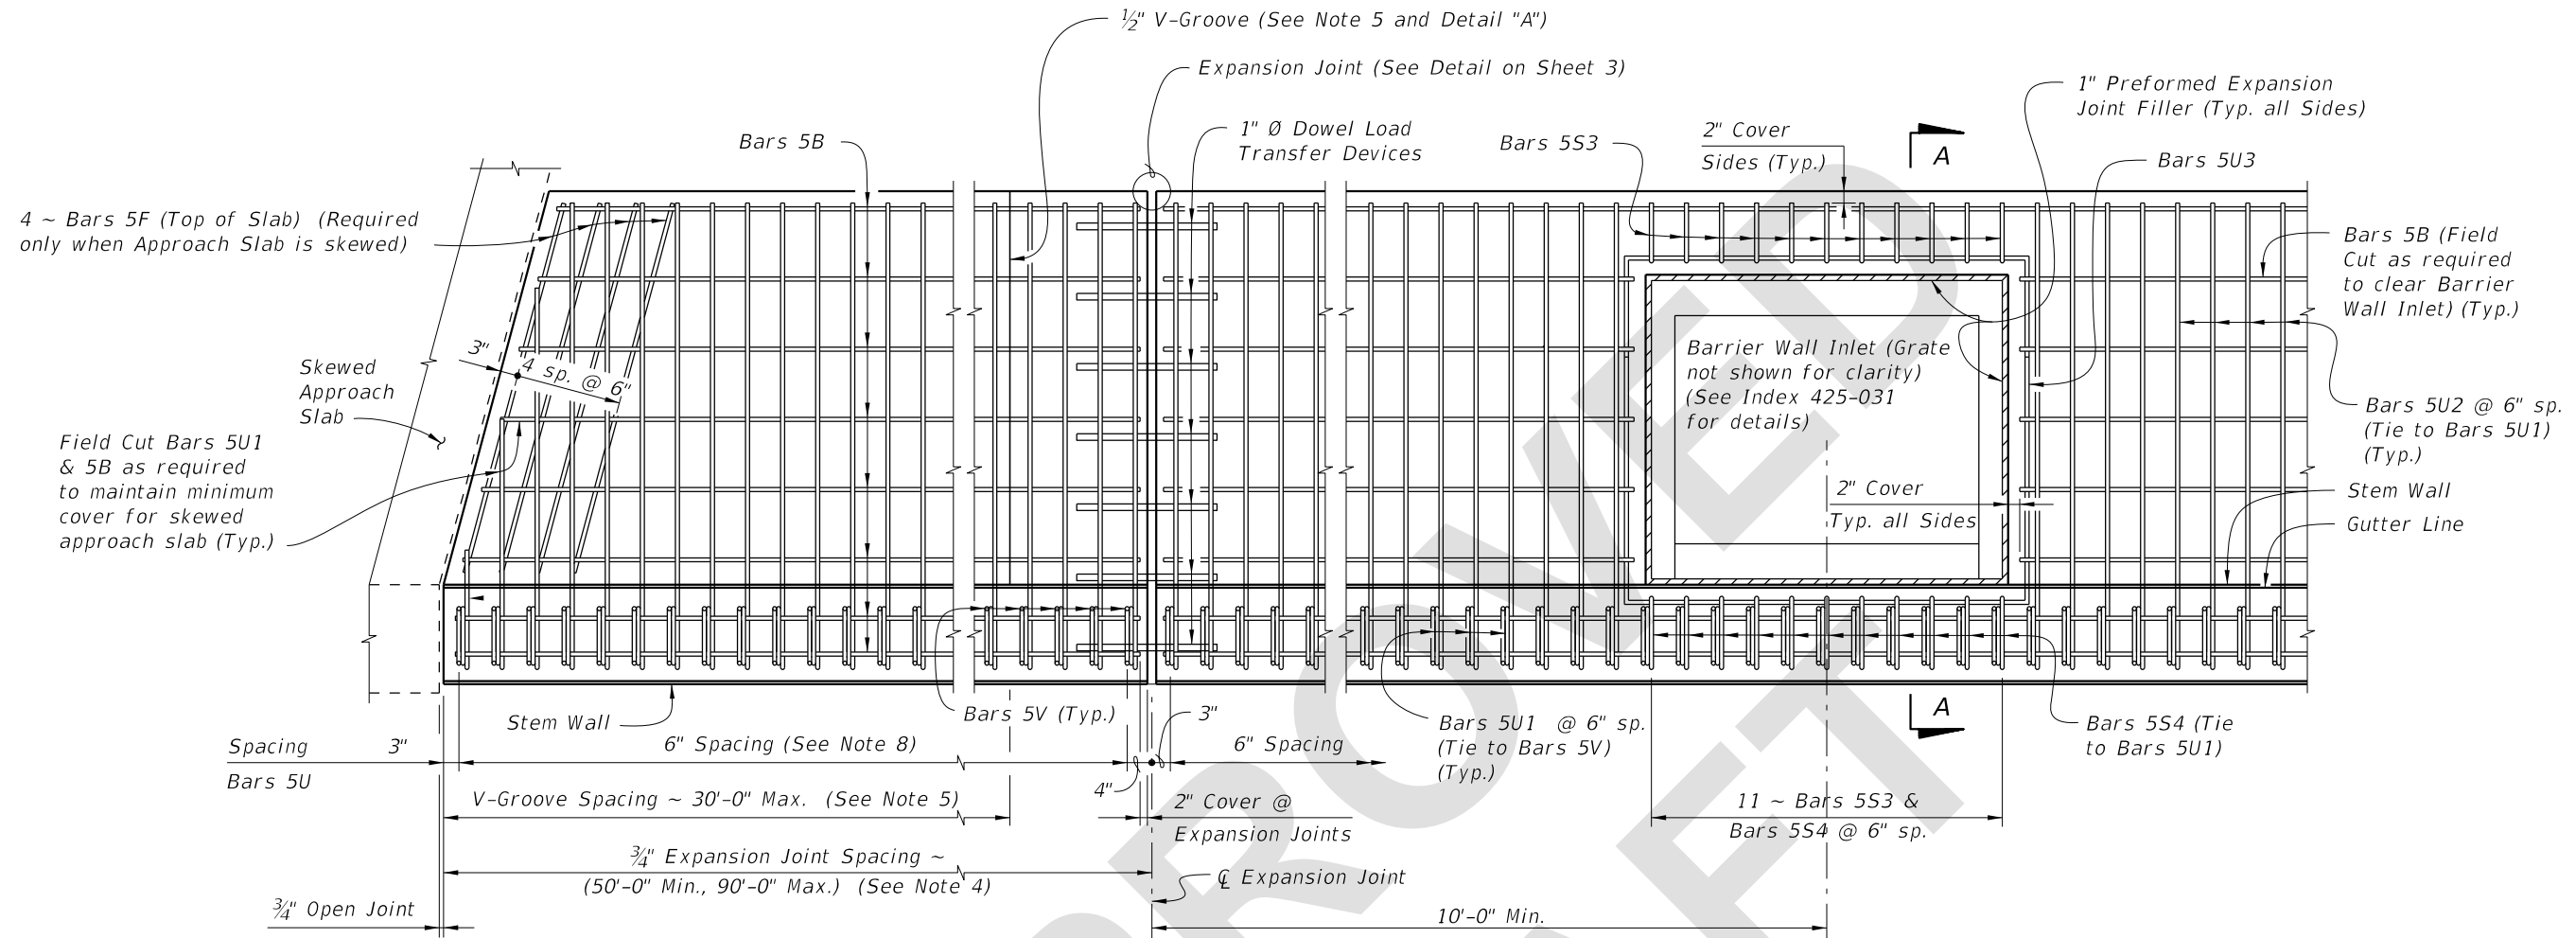 ½" V-Groove (See Note 5 and Detail "A")
Expansion Joint (See Detail on Sheet 3)
1" Preformed Expansion
Joint Filler (Typ. all Sides)
Bars 5B
1" Ø Dowel Load
Transfer Devices
Bars 5S3
2" Cover
Sides (Typ.)
A
Bars 5U3
4 ~ Bars 5F (Top of Slab) (Required
only when Approach Slab is skewed)
Bars 5B (Field
Cut as required
to clear Barrier
Wall Inlet) (Typ.)
3"
4 sp. @ 6"
Skewed
Approach
Slab
Barrier Wall Inlet (Grate
not shown for clarity)
(See Index 425-031
for details)
Bars 5U2 @ 6" sp.
(Tie to Bars 5U1)
(Typ.)
Field Cut Bars 5U1
& 5B as required
to maintain minimum
cover for skewed
approach slab (Typ.)
2" Cover
Typ. all Sides
Stem Wall
Gutter Line
Stem Wall
Bars 5V (Typ.)
3"
Bars 5U1 @ 6" sp.
(Tie to Bars 5V)
(Typ.)
A
Bars 5S4 (Tie
to Bars 5U1)
Spacing
Bars 5U
3"
6" Spacing (See Note 8)
6" Spacing
4"
V-Groove Spacing ~ 30'-0" Max. (See Note 5)
2" Cover @
Expansion Joints
11 ~ Bars 5S3 &
Bars 5S4 @ 6" sp.
¾" Expansion Joint Spacing ~
(50'-0" Min., 90'-0" Max.) (See Note 4)
℄ Expansion Joint
¾" Open Joint
10'-0" Min.